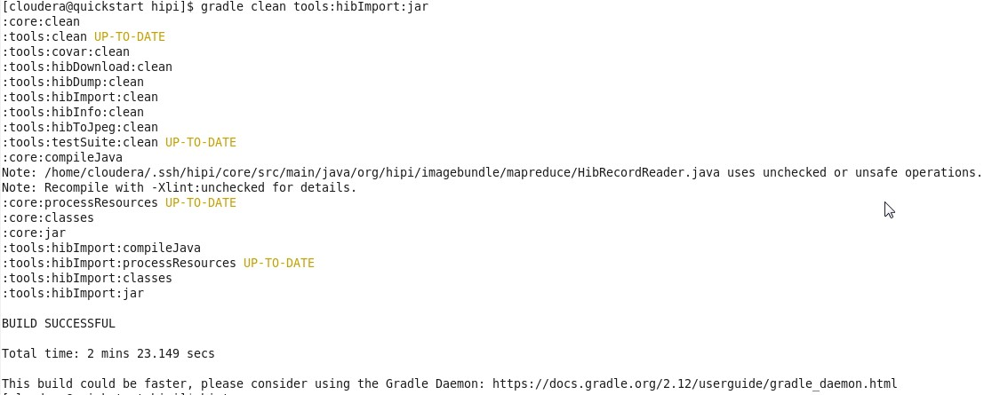 [cloudera@quickstart hipi]$ gradle clean tools:hibImport:jar
:core:clean
:tools:clean UP-TO-DATE
:tools:covar:clean
:tools:hibDownload:clean
:tools:hibDump:clean
:tools:hibImport:clean
:tools:hibInfo:clean
:tools:hibToJpeg:clean
:tools:testSuite:clean UP-TO-DATE
:core:compileJava
Note: /home/cloudera/.ssh/hipi/core/src/main/java/org/hipi/imagebundle/mapreduce/HibRecordReader.java uses unchecked or unsafe operations.
Note: Recompile with -Xlint:unchecked for details.
:core:processResources UP-TO-DATE
:core:classes
:core:jar
:tools:hibImport:compileJava
:tools:hibImport:processResources UP-TO-DATE
:tools:hibImport:classes
:tools:hibImport:jar
BUILD SUCCESSFUL
Total time: 2 mins 23.149 secs
This build could be faster, please consider using the Gradle Daemon: https://docs.gradle.org/2.12/userguide/gradle_daemon.html